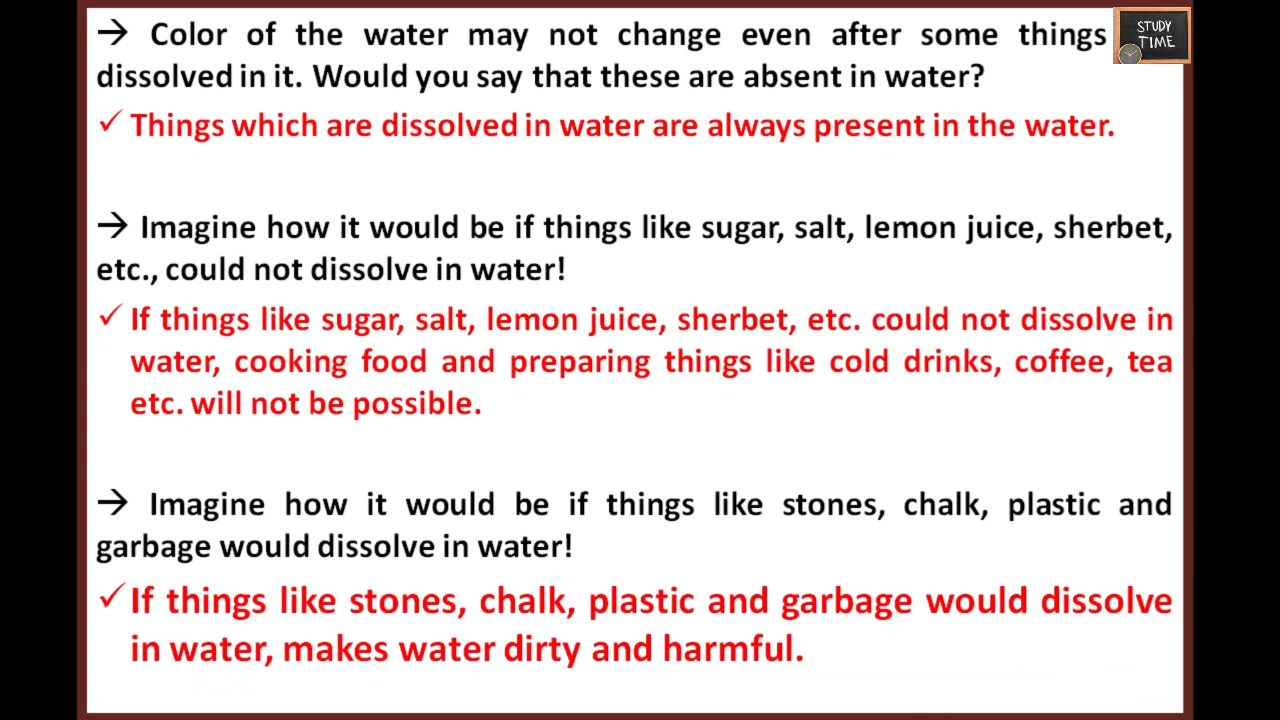 → Color of the water may not change even after some things
dissolved in it. Would you say that these are absent in water?
✓ Things which are dissolved in water are always present in the water.
→ Imagine how it would be if things like sugar, salt, lemon juice, sherbet,
etc., could not dissolve in water!
✓ If things like sugar, salt, lemon juice, sherbet, etc. could not dissolve in
water, cooking food and preparing things like cold drinks, coffee, tea
etc. will not be possible.
→ Imagine how it would be if things like stones, chalk, plastic and
garbage would dissolve in water!
✓ If things like stones, chalk, plastic and garbage would dissolve
in water, makes water dirty and harmful.
STUDY
TIME